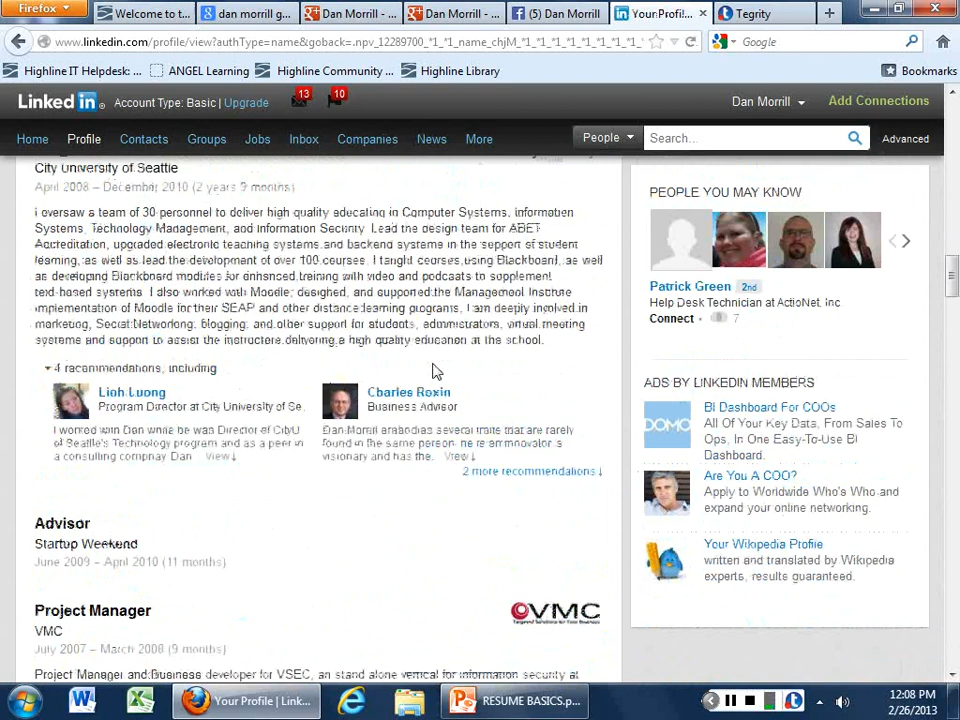 Firefox
Welcome to t...
dan morrill g...
Dan Morrill - ...
Dan Morrill - ...
(5) Dan Morrill
Your Profil...
Tegrity
www.linkedin.com/profile/view?authType=name&goback=.npv_12289700_*1_*1_name_chjM_*1_*1_*1_*1_*1_*1_*1_
Google
Highline IT Helpdesk: ...
ANGEL Learning
Highline Community ...
Highline Library
Bookmarks
Linked in
Account Type: Basic | Upgrade
13
10
Dan Morrill
Add Connections
Home
Profile
Contacts
Groups
Jobs
Inbox
Companies
News
More
People
Search...
Advanced
City University of Seattle
April 2008 – December 2010 (2 years 9 months)
I oversaw a team of 30 personnel to deliver high quality educating in Computer Systems, Information
Systems, Technology Management, and Information Security. Lead the design team for ABET
Accreditation, upgraded electronic teaching systems and backend systems in the support of student
learning, as well as lead the development of over 100 courses. I taught courses using Blackboard, as well
as developing Blackboard modules for enhanced training with video and podcasts to supplement
text-based systems. I also worked with Moodle, designed, and supported the Management Institute
implementation of Moodle for their SEAP and other distance learning programs, I am deeply involved in
marketing, Social Networking, blogging, and other support for students, administrators, virtual meeting
systems and support to assist the instructors delivering a high quality education at the school.
4 recommendations, including
Linh Luong
Program Director at City University of Se...
I worked with Dan while he was Director of CityU
of Seattle's Technology program and as a peer in
a consulting company. Dan View↓
Charles Roxin
Business Advisor
Dan Morrill embodies several traits that are rarely
found in the same person. He is an innovator, is
visionary and has the... View↓
2 more recommendations↓
Advisor
Startup Weekend
June 2009 – April 2010 (11 months)
Project Manager
VMC
July 2007 – March 2008 (9 months)
VMC
Project Manager and Business developer for VSEC, an stand alone vertical for information security at
PEOPLE YOU MAY KNOW
Patrick Green 2nd
Help Desk Technician at ActioNet, Inc.
Connect • 7
ADS BY LINKEDIN MEMBERS
DOMO
BI Dashboard For COOs
All Of Your Key Data, From Sales To
Ops, In One Easy-To-Use BI
Dashboard.
Are You A COO?
Apply to Worldwide Who's Who and
expand your online networking.
Your Wikipedia Profile
written and translated by Wikipedia
experts, results guaranteed.
Your Profile | Link...
RESUME BASICS.p...
12:08 PM
2/26/2013